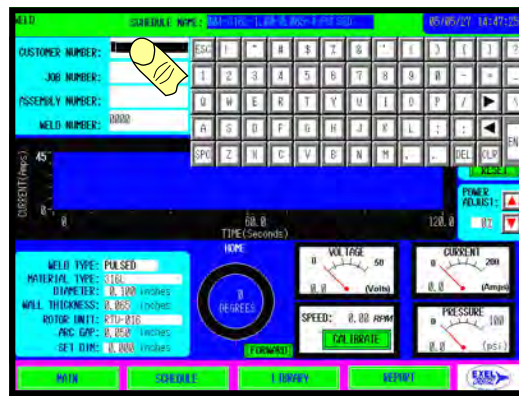 WELD SCHEDULE NAME: 05/05/27 14:47:25
CUSTOMER NUMBER:
JOB NUMBER:
ASSEMBLY NUMBER:
WELD NUMBER: 0000
ESC ! " # $ % & ' ( ) [ ] ?
1 2 3 4 5 6 7 8 9 0 - = _
Q W E R T Y U I O P / ▶ \
A S D F G H J K L ; : ◀ EN
SPC Z X C V B N M , . DEL CLR
RESET
CURRENT(Amps)
45
0
0 60.0 120.0
TIME(Seconds)
POWER
ADJUST:
0%
WELD TYPE: PULSED
MATERIAL TYPE: 316L
DIAMETER: 0.100 inches
WALL THICKNESS: 0.065 inches
ROTOR UNIT: RTU-016
ARC GAP: 0.050 inches
SET DIM: 0.000 inches
HOME
0
DEGREES
FORWARD
VOLTAGE
0 50
0.0 (Volts)
CURRENT
0 200
0.0 (Amps)
SPEED: 0.00 RPM
CALIBRATE
PRESSURE
0 100
0.0 (psi)
MAIN SCHEDULE LIBRARY REPORT EXEL